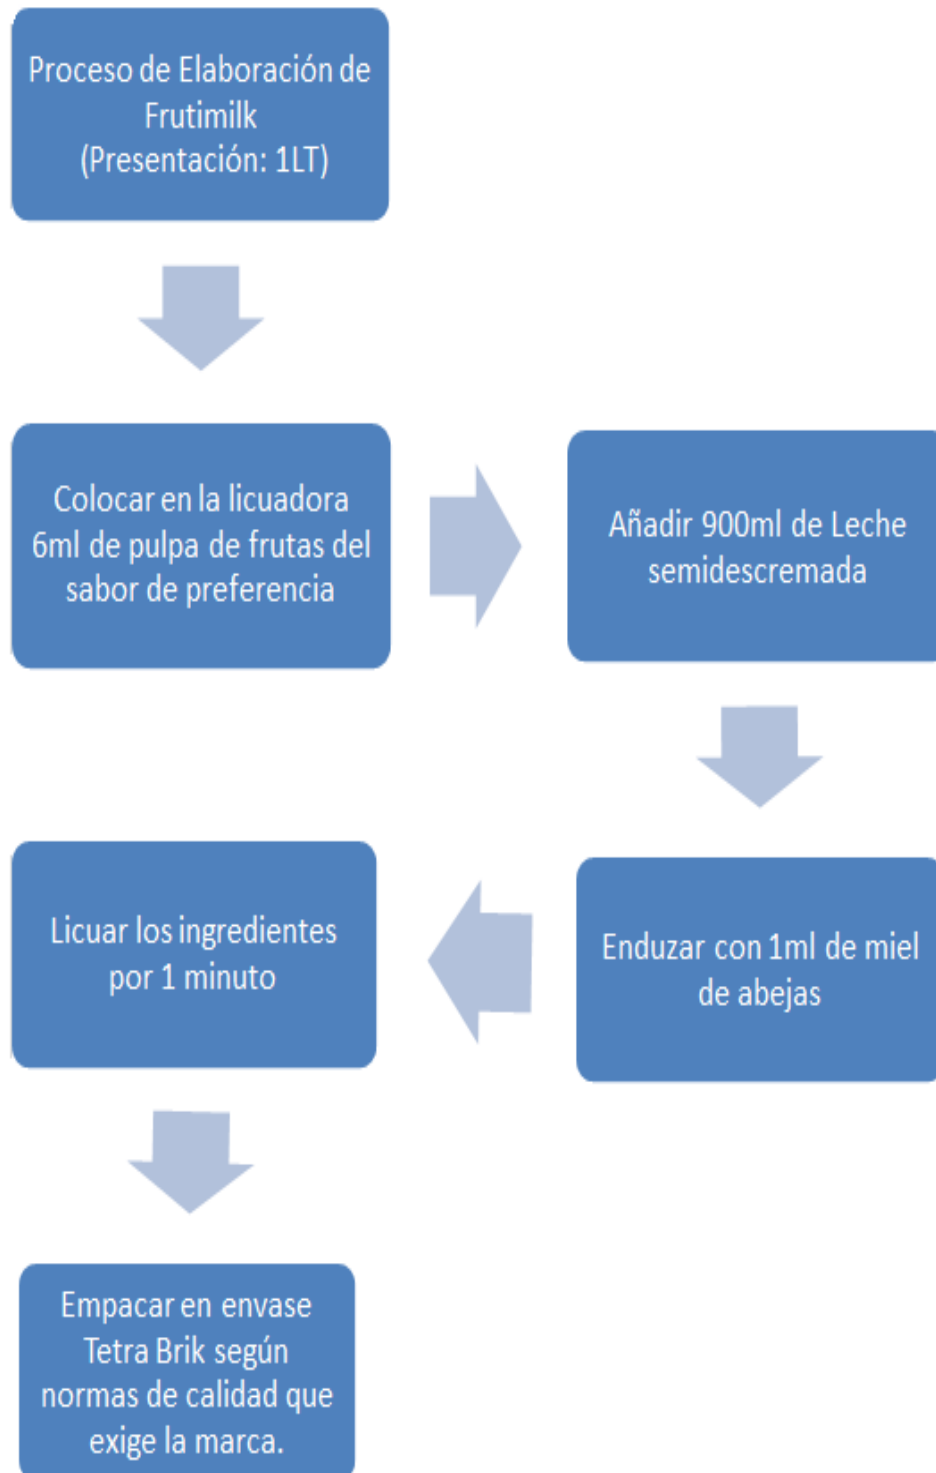 Proceso de Elaboración de
Frutimilk
(Presentación: 1LT)
Colocar en la licuadora
6ml de pulpa de frutas del
sabor de preferencia
Añadir 900ml de Leche
semidescremada
Enduzar con 1ml de miel
de abejas
Licuar los ingredientes
por 1 minuto
Empacar en envase
Tetra Brik según
normas de calidad que
exige la marca.